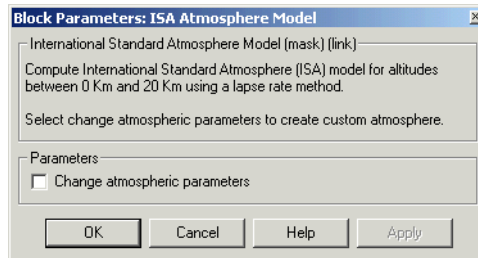 Block Parameters: ISA Atmosphere Model
International Standard Atmosphere Model (mask) (link)
Compute International Standard Atmosphere (ISA) model for altitudes
between 0 Km and 20 Km using a lapse rate method.
Select change atmospheric parameters to create custom atmosphere.
Parameters
Change atmospheric parameters
OK Cancel Help Apply